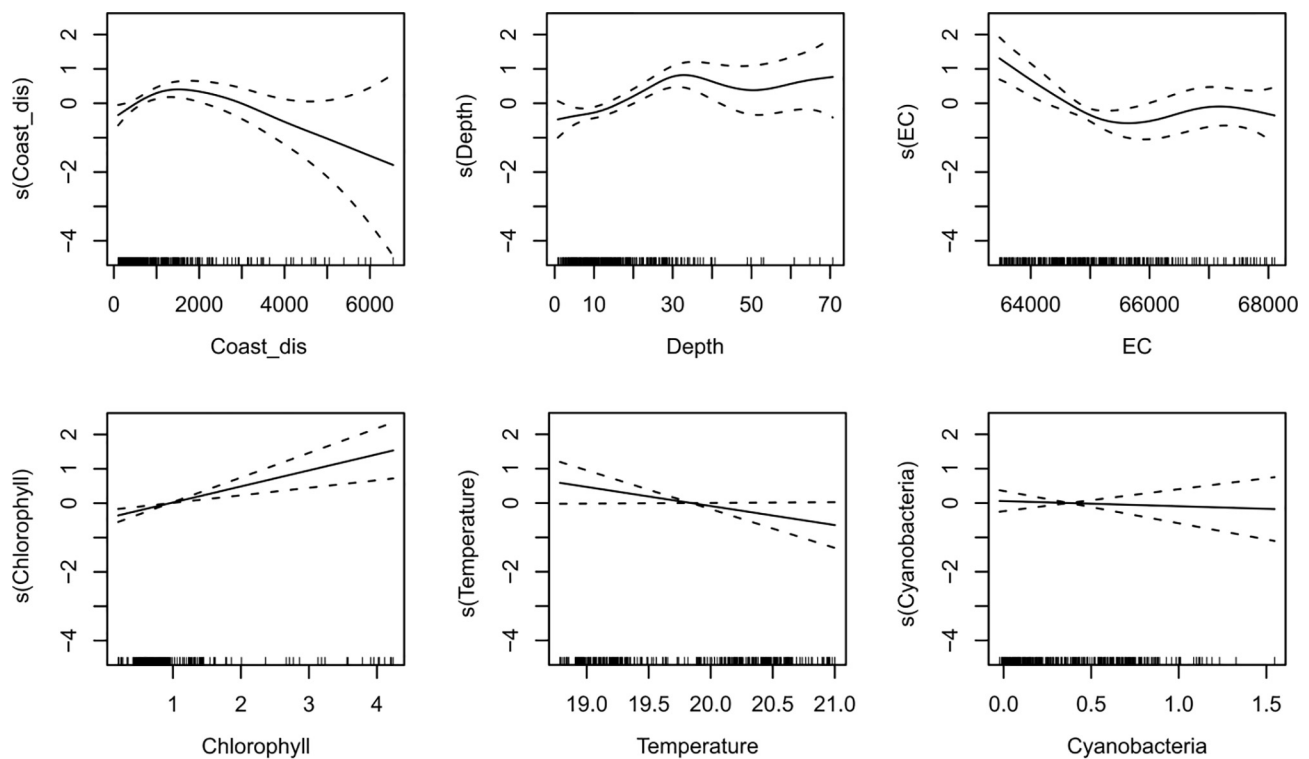 s(Coast_dis)
2
1
0
−2
−4
0 2000 4000 6000
Coast_dis
s(Depth)
2
1
0
−2
−4
0 10 30 50 70
Depth
s(EC)
2
1
0
−2
−4
64000 66000 68000
EC
s(Chlorophyll)
2
1
0
−2
−4
1 2 3 4
Chlorophyll
s(Temperature)
2
1
0
−2
−4
19.0 19.5 20.0 20.5 21.0
Temperature
s(Cyanobacteria)
2
1
0
−2
−4
0.0 0.5 1.0 1.5
Cyanobacteria